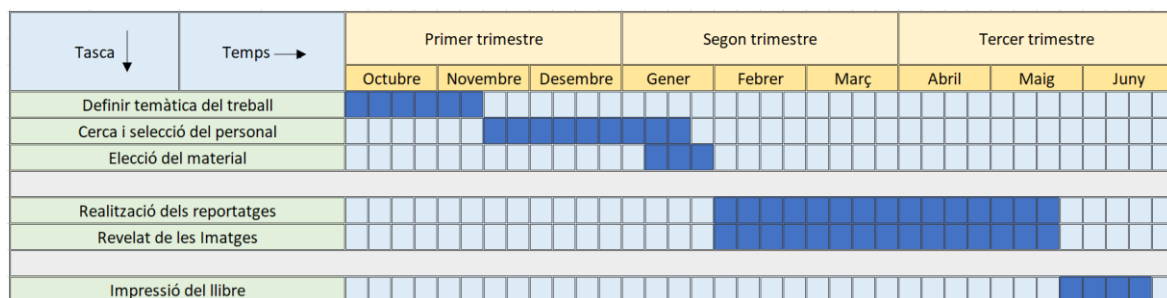 Tasca
Temps
Primer trimestre
Segon trimestre
Tercer trimestre
Octubre
Novembre
Desembre
Gener
Febrer
Març
Abril
Maig
Juny
Definir temàtica del treball
Cerca i selecció del personal
Elecció del material
Realització dels reportatges
Revelat de les Imatges
Impressió del llibre